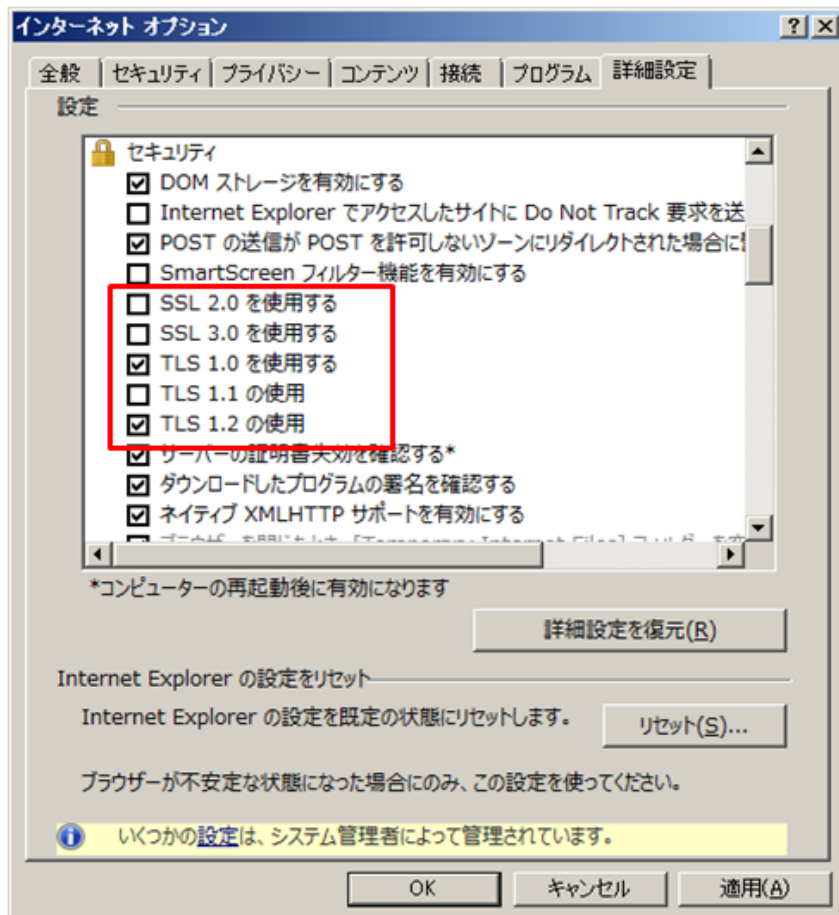 インターネット オプション
全般 セキュリティ プライバシー コンテンツ 接続 プログラム 詳細設定
設定
セキュリティ
DOM ストレージを有効にする
Internet Explorer でアクセスしたサイトに Do Not Track 要求を送
POST の送信が POST を許可しないゾーンにリダイレクトされた場合に
SmartScreen フィルター機能を有効にする
SSL 2.0 を使用する
SSL 3.0 を使用する
TLS 1.0 を使用する
TLS 1.1 の使用
TLS 1.2 の使用
サーバーの証明書失効を確認する*
ダウンロードしたプログラムの署名を確認する
ネイティブ XMLHTTP サポートを有効にする
*コンピューターの再起動後に有効になります
詳細設定を復元(R)
Internet Explorer の設定をリセット
Internet Explorer の設定を既定の状態にリセットします。
リセット(S)...
ブラウザーが不安定な状態になった場合にのみ、この設定を使ってください。
いくつかの設定は、システム管理者によって管理されています。
OK キャンセル 適用(A)